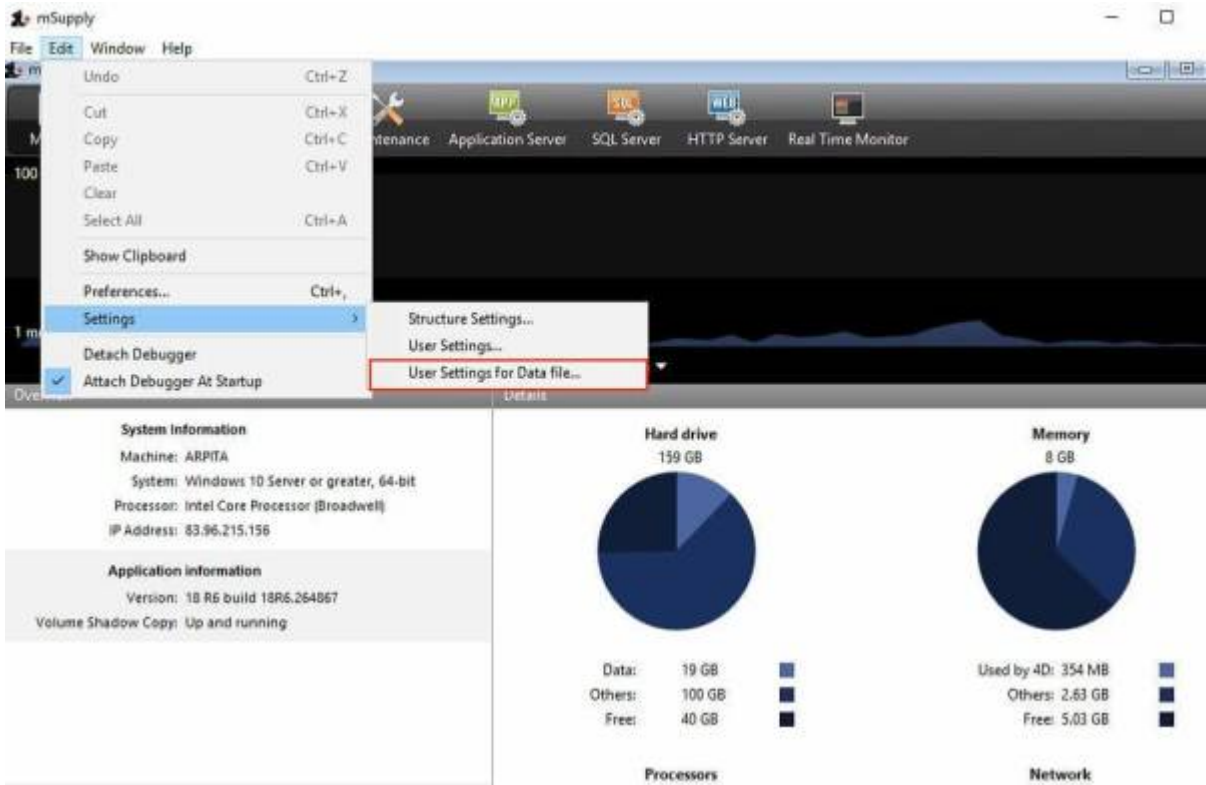 mSupply
File Edit Window Help
Undo Ctrl+Z
Cut Ctrl+X
Copy Ctrl+C
Paste Ctrl+V
Clear
Select All Ctrl+A
Show Clipboard
Preferences... Ctrl+,
Settings
Detach Debugger
Attach Debugger At Startup
Structure Settings...
User Settings...
User Settings for Data file...
tenance Application Server SQL Server HTTP Server Real Time Monitor
100
1 m
Details
System Information
Machine: ARPITA
System: Windows 10 Server or greater, 64-bit
Processor: Intel Core Processor (Broadwell)
IP Address: 83.96.215.156
Application information
Version: 18 R6 build 18R6.264867
Volume Shadow Copy: Up and running
Hard drive
159 GB
Data: 19 GB
Others: 100 GB
Free: 40 GB
Memory
8 GB
Used by 4D: 354 MB
Others: 2.63 GB
Free: 5.03 GB
Processors
Network